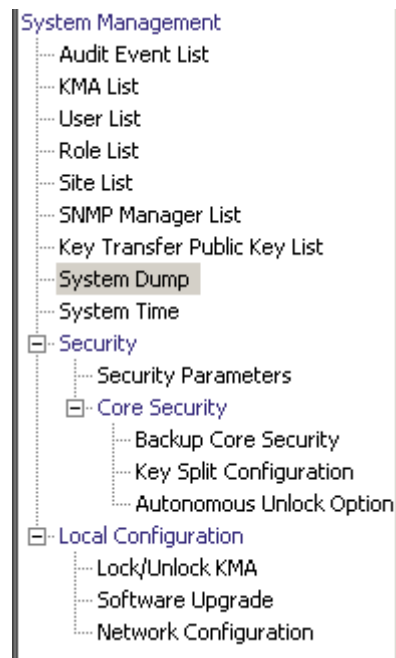 System Management
Audit Event List
KMA List
User List
Role List
Site List
SNMP Manager List
Key Transfer Public Key List
System Dump
System Time
Security
Security Parameters
Core Security
Backup Core Security
Key Split Configuration
Autonomous Unlock Option
Local Configuration
Lock/Unlock KMA
Software Upgrade
Network Configuration